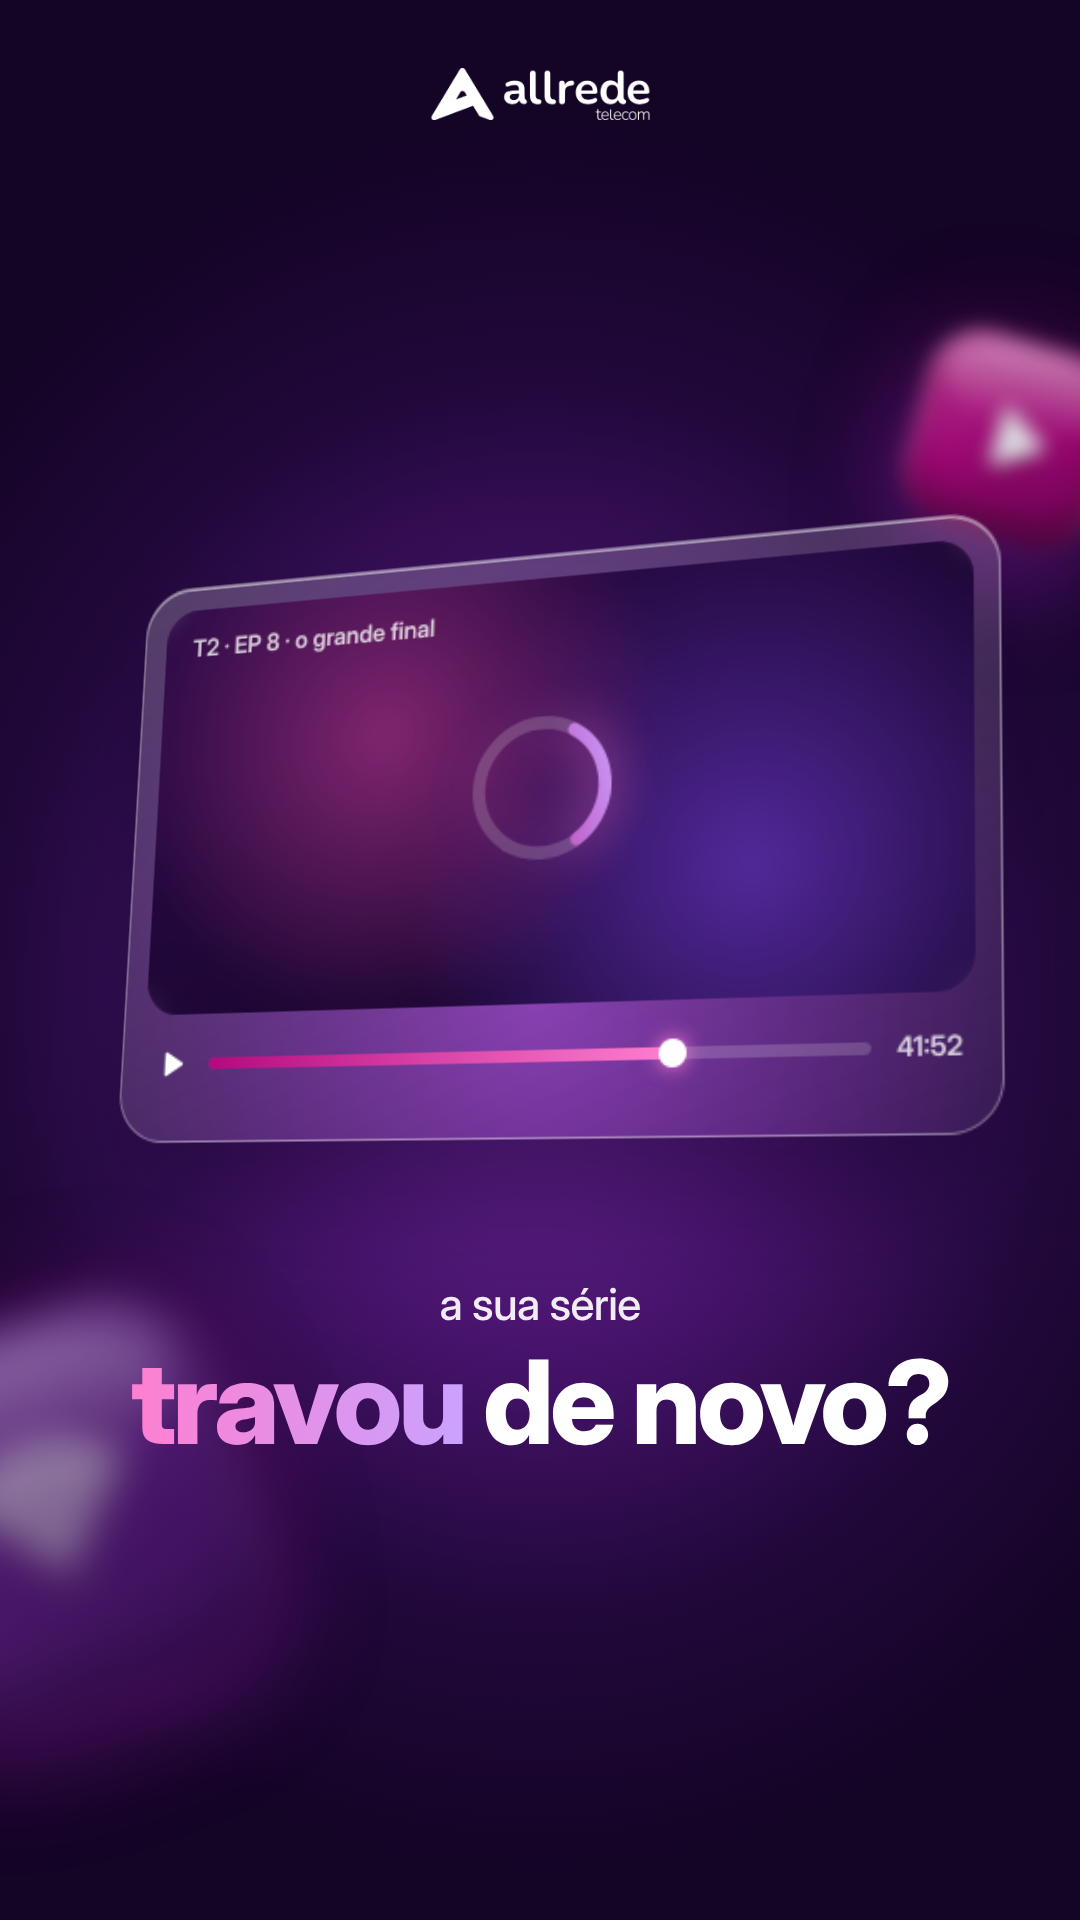 allrede
telecom
T2 · EP 8 · o grande final
41:52
a sua série
travou de novo?